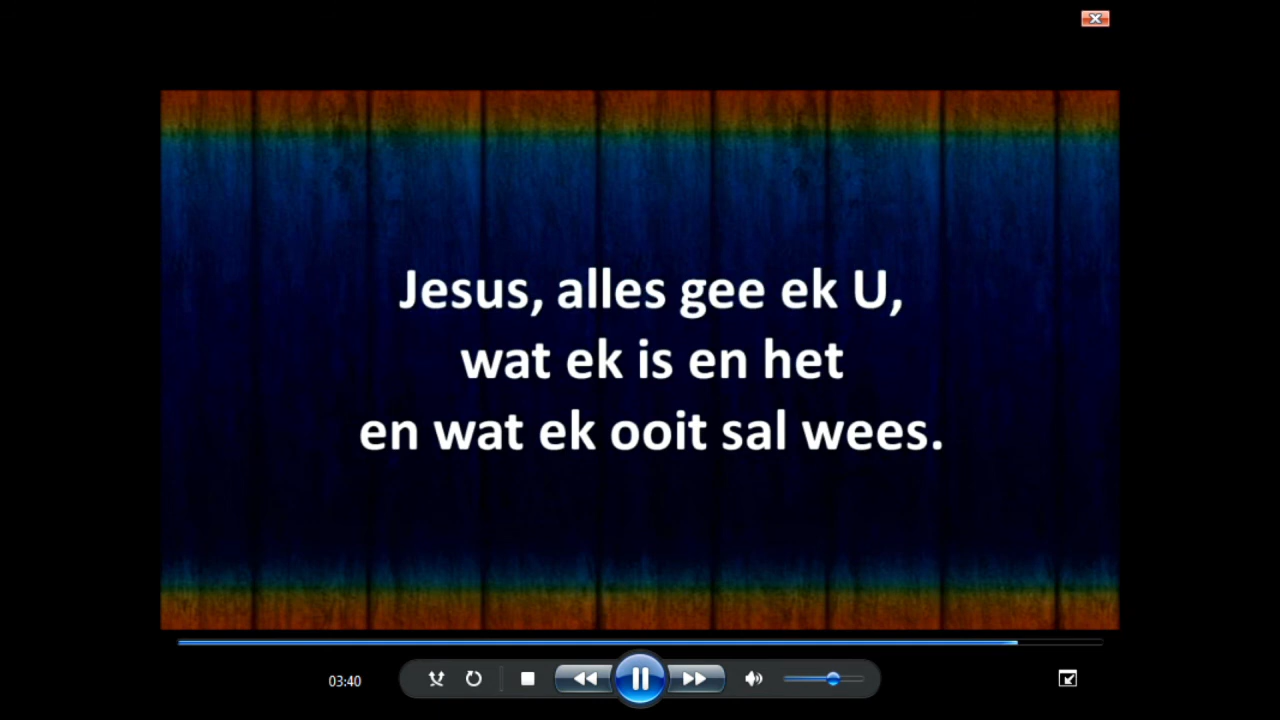 Jesus, alles gee ek U,
wat ek is en het
en wat ek ooit sal wees.
03:40